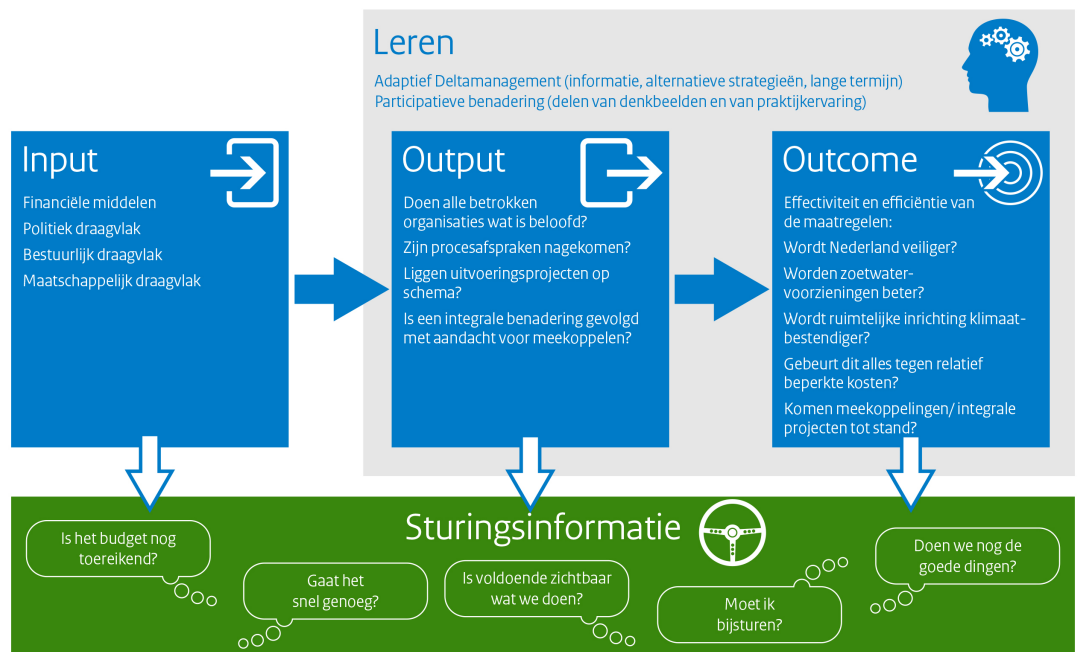 Leren
Adaptief Deltamanagement (informatie, alternatieve strategieën, lange termijn)
Participatieve benadering (delen van denkbeelden en van praktijkervaring)
Input
Financiële middelen
Politiek draagvlak
Bestuurlijk draagvlak
Maatschappelijk draagvlak
Output
Doen alle betrokken
organisaties wat is beloofd?
Zijn procesafspraken nagekomen?
Liggen uitvoeringsprojecten op
schema?
Is een integrale benadering gevolgd
met aandacht voor meekoppelen?
Outcome
Effectiviteit en efficiëntie van
de maatregelen:
Wordt Nederland veiliger?
Worden zoetwater-
voorzieningen beter?
Wordt ruimtelijke inrichting klimaat-
bestendiger?
Gebeurt dit alles tegen relatief
beperkte kosten?
Komen meekoppelingen/ integrale
projecten tot stand?
Sturingsinformatie
Is het budget nog
toereikend?
Gaat het
snel genoeg?
Is voldoende zichtbaar
wat we doen?
Moet ik
bijsturen?
Doen we nog de
goede dingen?